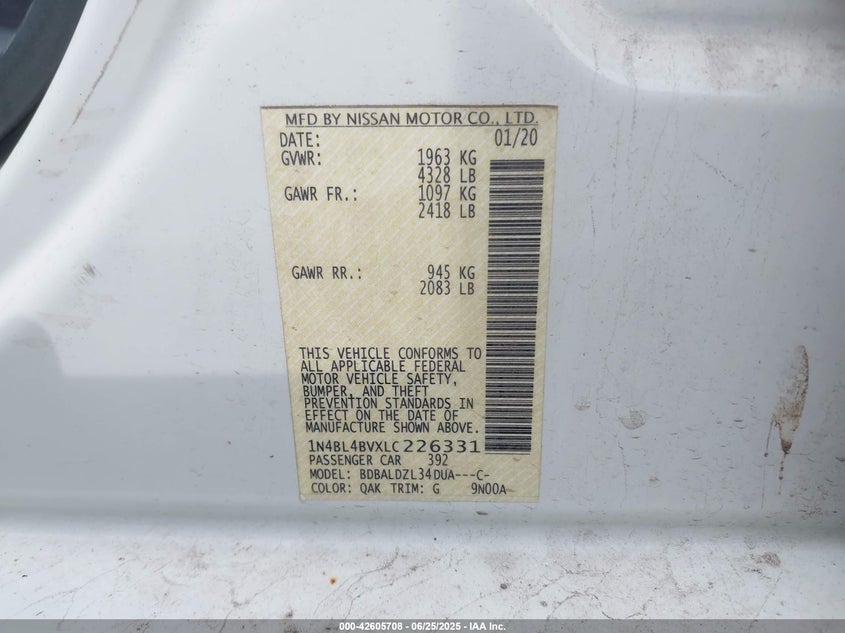 MFD BY NISSAN MOTOR CO., LTD.
DATE: 01/20
GVWR: 1963 KG
4328 LB
GAWR FR.: 1097 KG
2418 LB
GAWR RR.: 945 KG
2083 LB
THIS VEHICLE CONFORMS TO
ALL APPLICABLE FEDERAL
MOTOR VEHICLE SAFETY,
BUMPER, AND THEFT
PREVENTION STANDARDS IN
EFFECT ON THE DATE OF
MANUFACTURE SHOWN ABOVE.
1N4BL4BVXLC226331
PASSENGER CAR 392
MODEL: BDBALDZL34DUA---C-
COLOR: QAK TRIM: G 9N00A
000-42605708 - 06/25/2025 - IAA Inc.